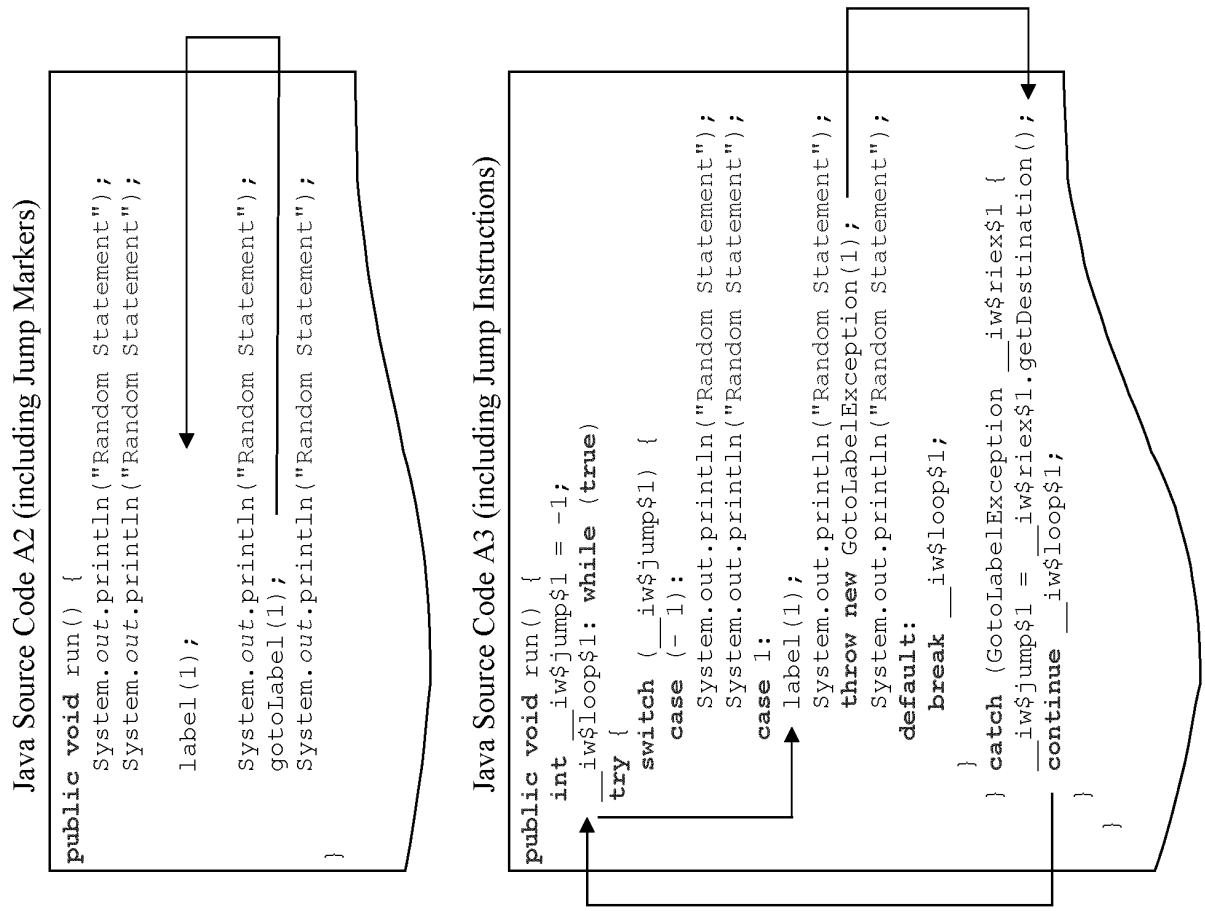 Java Source Code A2 (including Jump Markers)
public void run() {
System.out.println("Random Statement");
System.out.println("Random Statement");
label(1);
System.out.println("Random Statement");
gotoLabel(1);
System.out.println("Random Statement");
}
Java Source Code A3 (including Jump Instructions)
public void run() {
int __iw$jump$1 = -1;
__iw$loop$1: while (true)
try {
switch (__iw$jump$1) {
case (- 1):
System.out.println("Random Statement");
System.out.println("Random Statement");
case 1:
label(1);
System.out.println("Random Statement");
throw new GotoLabelException(1);
System.out.println("Random Statement");
default:
break __iw$loop$1;
}
} catch (GotoLabelException __iw$riex$1 {
__iw$jump$1 = __iw$riex$1.getDestination();
continue __iw$loop$1;
}
}